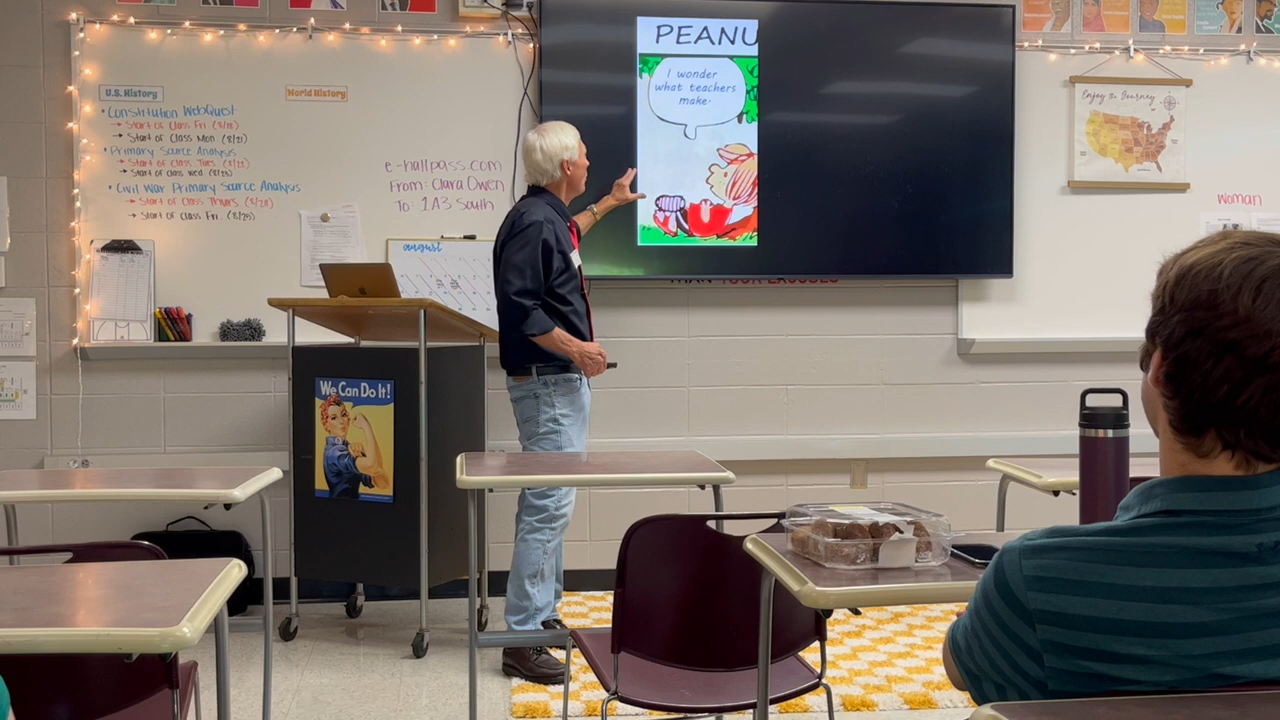 U.S. History
World History
• Constitution WebQuest
→ Start of Class Fri. (8/18)
→ Start of Class Mon (8/21)
• Primary Source Analysis
→ Start of Class Tues. (8/22)
→ Start of Class Wed. (8/23)
• Civil War Primary Source Analysis
→ Start of Class Thurs. (8/24)
→ Start of Class Fri. (8/25)
e-hallpass.com
From: Clara Owen
To: 1A3 South
august
We Can Do It!
PEANU
I wonder
what teachers
make.
THAN YOUR EXCUSES
Enjoy the Journey
Woman